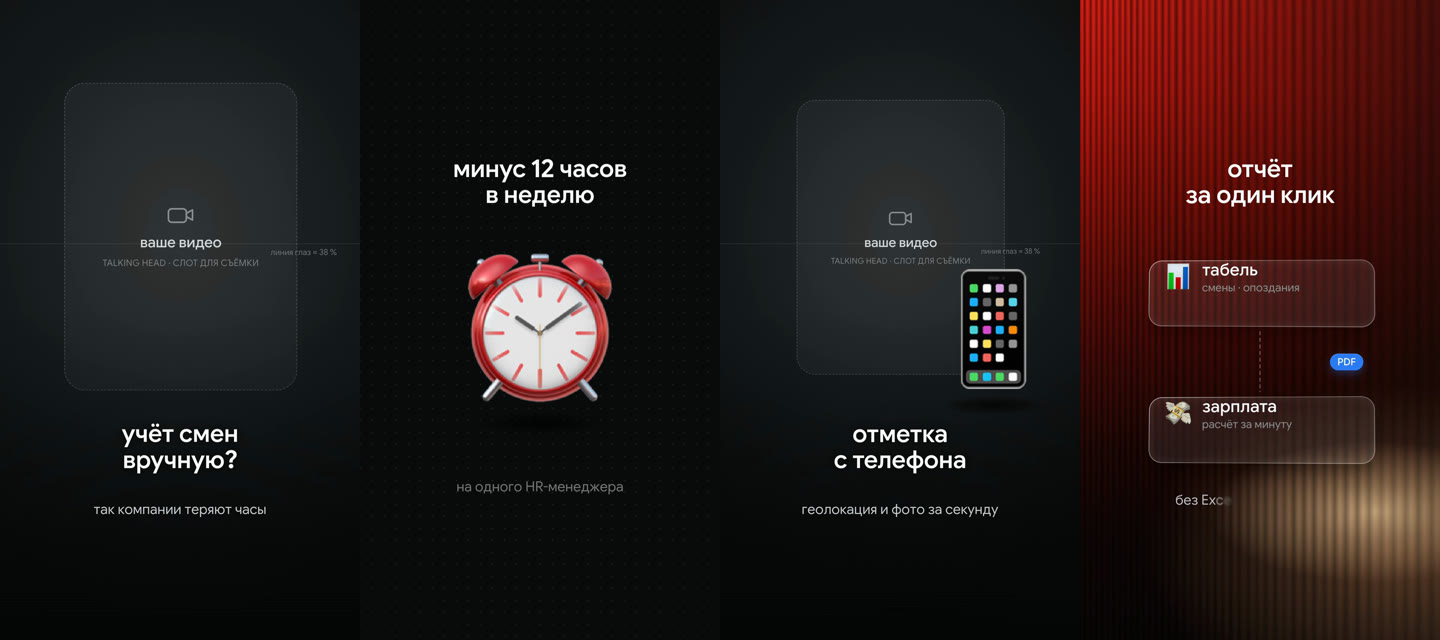 ваше видео
линия глаз = 38 %
TALKING HEAD · СЛОТ ДЛЯ СЪЁМКИ
учёт смен
вручную?
так компании теряют часы
минус 12 часов
в неделю
на одного HR-менеджера
ваше видео
линия глаз = 38 %
TALKING HEAD · СЛОТ ДЛЯ СЪЁМКИ
отметка
с телефона
геолокация и фото за секунду
отчёт
за один клик
табель
смены · опоздания
PDF
зарплата
расчёт за минуту
без Exce